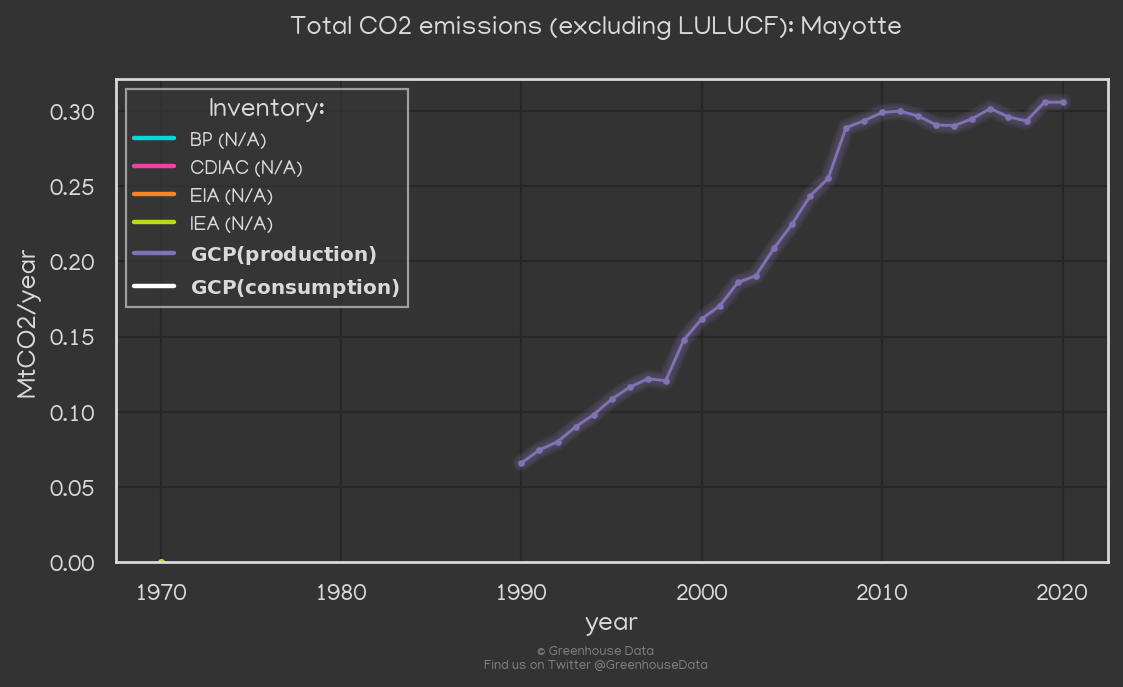 Total CO2 emissions (excluding LULUCF): Mayotte
Inventory:
BP (N/A)
CDIAC (N/A)
EIA (N/A)
IEA (N/A)
GCP(production)
GCP(consumption)
MtCO2/year
0.30
0.25
0.20
0.15
0.10
0.05
0.00
1970 1980 1990 2000 2010 2020
year
© Greenhouse Data
Find us on Twitter @GreenhouseData